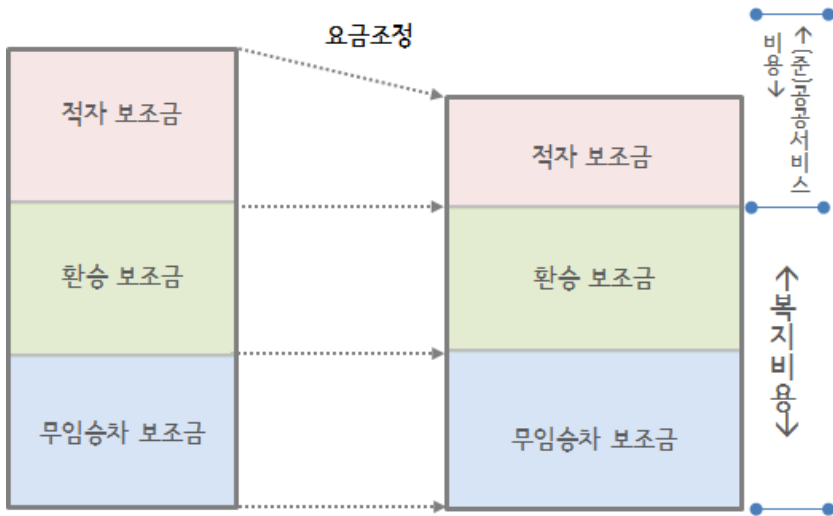 요금조정
적자 보조금
환승 보조금
무임승차 보조금
적자 보조금
환승 보조금
무임승차 보조금
↑(준)공공서비스
비용↓
↑복지비용↓